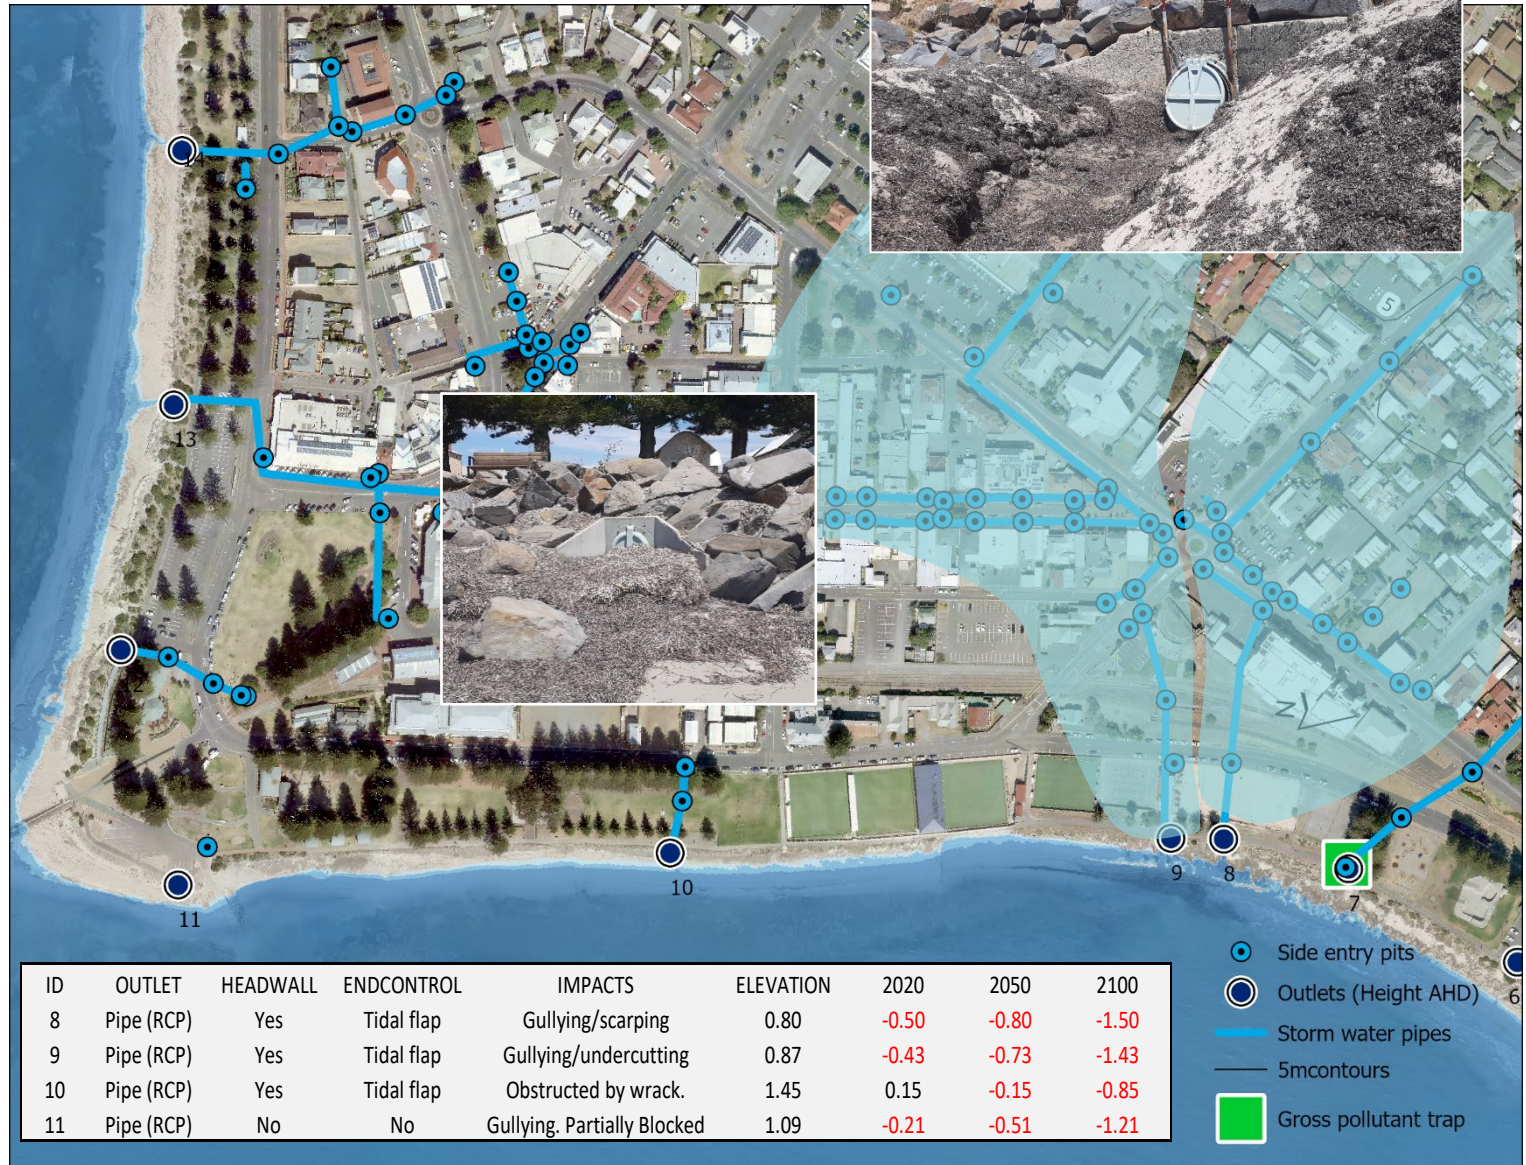 5
13
12
N
10
9
8
7
11
6
ID OUTLET HEADWALL ENDCONTROL IMPACTS ELEVATION 2020 2050 2100
8 Pipe (RCP) Yes Tidal flap Gullying/scarping 0.80 -0.50 -0.80 -1.50
9 Pipe (RCP) Yes Tidal flap Gullying/undercutting 0.87 -0.43 -0.73 -1.43
10 Pipe (RCP) Yes Tidal flap Obstructed by wrack. 1.45 0.15 -0.15 -0.85
11 Pipe (RCP) No No Gullying. Partially Blocked 1.09 -0.21 -0.51 -1.21
Side entry pits
Outlets (Height AHD)
Storm water pipes
5mcontours
Gross pollutant trap